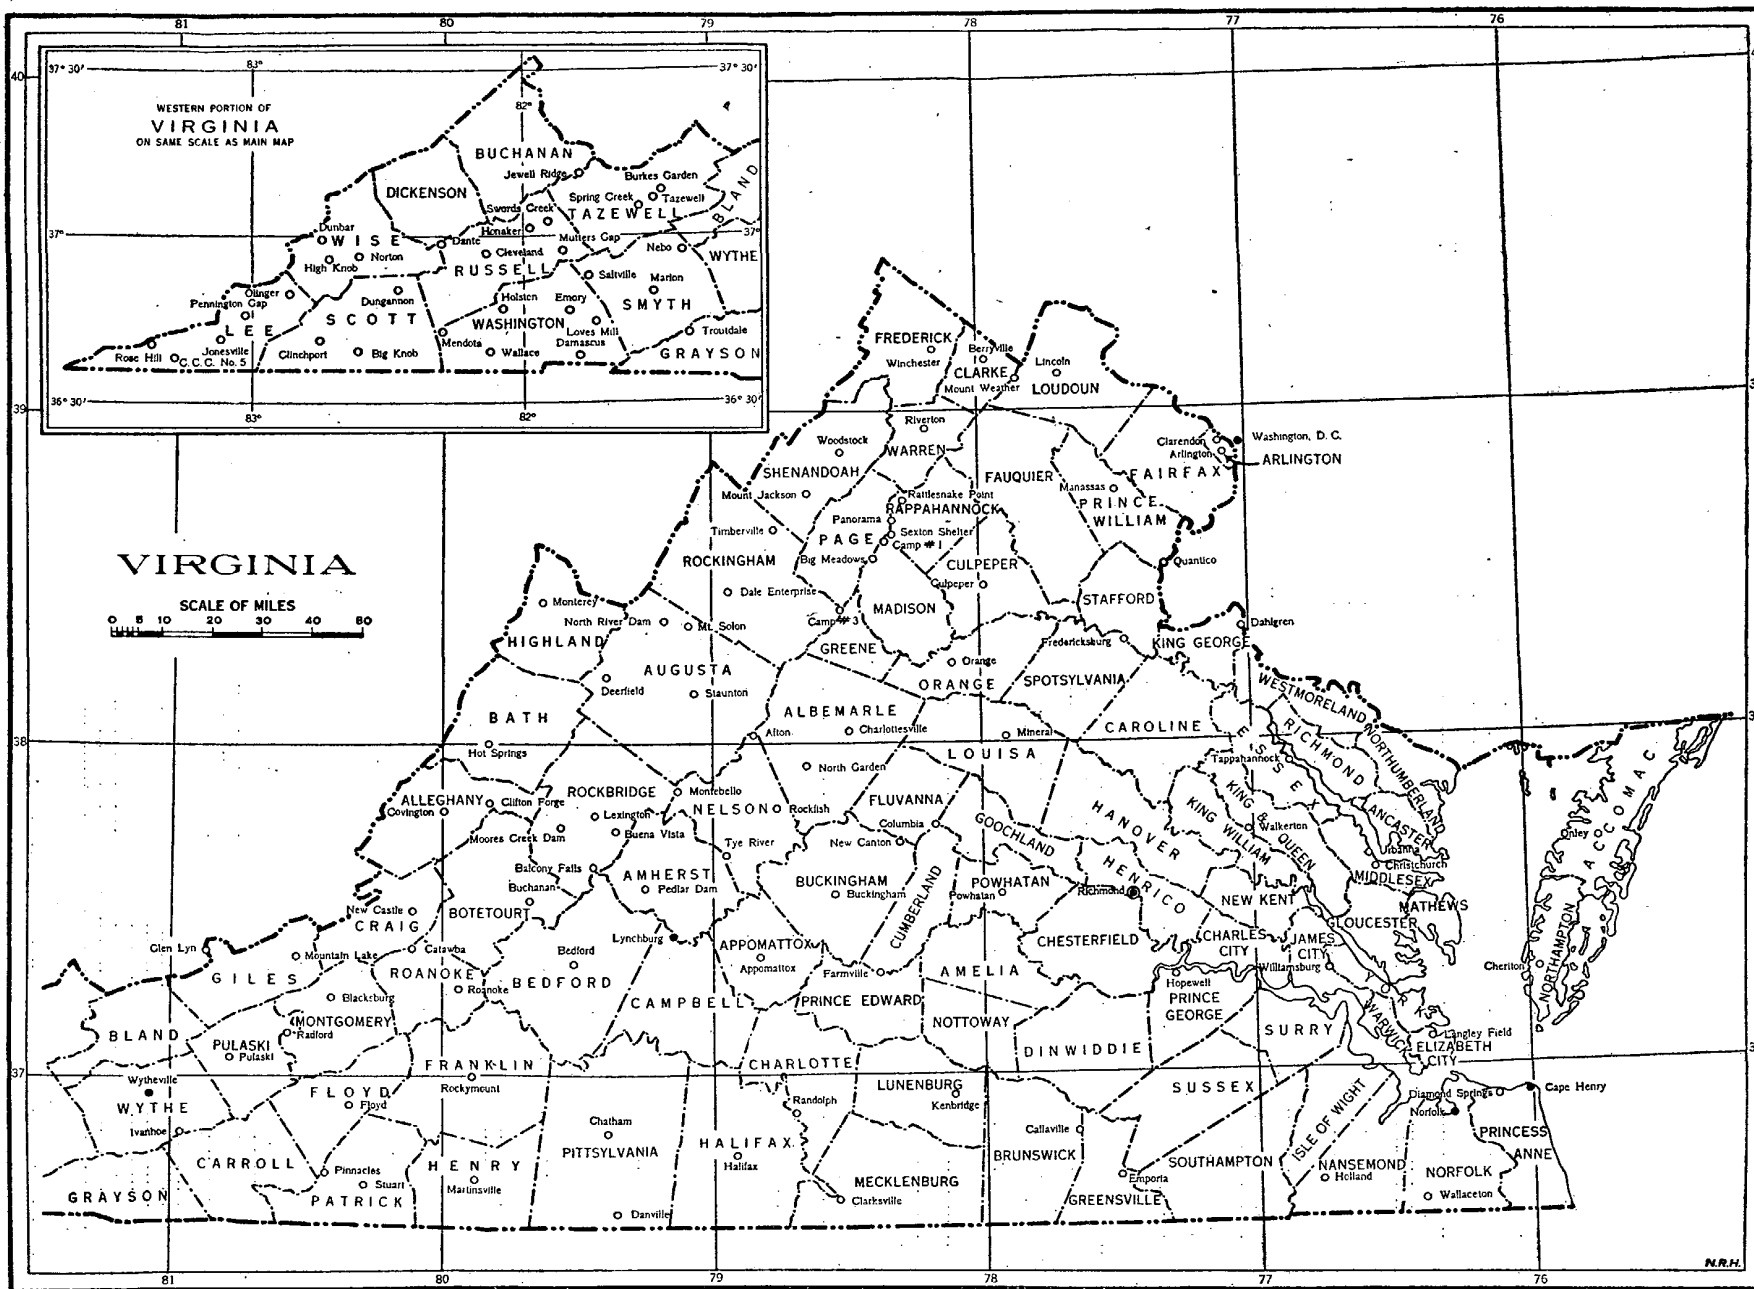 81 80 79 78 77 76
40
39
38
37
37° 30′ 83° 37° 30′
82°
WESTERN PORTION OF
VIRGINIA
ON SAME SCALE AS MAIN MAP
BUCHANAN
Jewell Ridge
Burkes Garden
DICKENSON
Spring Creek
Tazewell
BLAND
Swords Creek
TAZEWELL
Dunbar
Honaker
37° 37°
WISE
Dante
Mutters Gap
Nebo
High Knob
Norton
Cleveland
WYTHE
RUSSELL
Saltville
Marion
Olinger
Pennington Gap
Dungannon
Holston
Emory
SMYTH
LEE
SCOTT
WASHINGTON
Loves Mill
Troutdale
Rose Hill
Jonesville
C.C.C. No. 5
Clinchport
Big Knob
Mendota
Wallace
Damascus
GRAYSON
36° 30′ 83° 82° 36° 30′
VIRGINIA
SCALE OF MILES
0 5 10 20 30 40 50
FREDERICK
Winchester
Berryville
CLARKE
Mount Weather
Lincoln
LOUDOUN
Riverton
Woodstock
WARREN
SHENANDOAH
FAUQUIER
Clarendon
Washington, D. C.
Arlington
ARLINGTON
FAIRFAX
Mount Jackson
Rattlesnake Point
Manassas
RAPPAHANNOCK
PRINCE
WILLIAM
Timberville
Panorama
PAGE
Sexton Shelter
Camp #1
ROCKINGHAM
Big Meadows
CULPEPER
Culpeper
Quantico
Monterey
Dale Enterprise
MADISON
STAFFORD
North River Dam
Mt. Solon
Camp #3
Dahlgren
HIGHLAND
GREENE
Fredericksburg
KING GEORGE
AUGUSTA
Orange
Deerfield
Staunton
ORANGE
SPOTSYLVANIA
WESTMORELAND
BATH
ALBEMARLE
CAROLINE
RICHMOND
NORTHUMBERLAND
ESSEX
Hot Springs
Afton
Charlottesville
Mineral
LOUISA
Tappahannock
ACCOMAC
North Garden
ALLEGHANY
Clifton Forge
ROCKBRIDGE
Montebello
FLUVANNA
HANOVER
KING
& QUEEN
KING WILLIAM
LANCASTER
Covington
Lexington
NELSON
Rockfish
Columbia
GOOCHLAND
Walkerton
Onley
Moores Creek Dam
Buena Vista
Tye River
New Canton
HENRICO
Urbanna
Christchurch
Balcony Falls
AMHERST
BUCKINGHAM
CUMBERLAND
POWHATAN
MIDDLESEX
Buchanan
Pedlar Dam
Buckingham
Powhatan
Richmond
NEW KENT
MATHEWS
New Castle
CRAIG
BOTETOURT
GLOUCESTER
Lynchburg
APPOMATTOX
CHESTERFIELD
CHARLES
CITY
JAMES
CITY
NORTHAMPTON
Glen Lyn
Mountain Lake
Catawba
Bedford
Appomattox
Farmville
AMELIA
Williamsburg
Cheriton
GILES
ROANOKE
Roanoke
BEDFORD
CAMPBELL
PRINCE EDWARD
Hopewell
PRINCE
GEORGE
YORK
Blacksburg
MONTGOMERY
Radford
NOTTOWAY
SURRY
WARWICK
Langley Field
BLAND
PULASKI
Pulaski
DINWIDDIE
ELIZABETH
CITY
FRANKLIN
CHARLOTTE
Wytheville
Rockymount
LUNENBURG
SUSSEX
Cape Henry
WYTHE
FLOYD
Floyd
Randolph
Kenbridge
Diamond Springs
Norfolk
Ivanhoe
Chatham
PITTSYLVANIA
HALIFAX
Halifax
Callaville
ISLE OF WIGHT
PRINCESS
ANNE
CARROLL
Pinnacles
HENRY
BRUNSWICK
SOUTHAMPTON
NANSEMOND
NORFOLK
GRAYSON
Stuart
PATRICK
Martinsville
MECKLENBURG
Clarksville
Emporia
GREENSVILLE
Holland
Wallaceton
Danville
N.R.H.
81 80 79 78 77 76